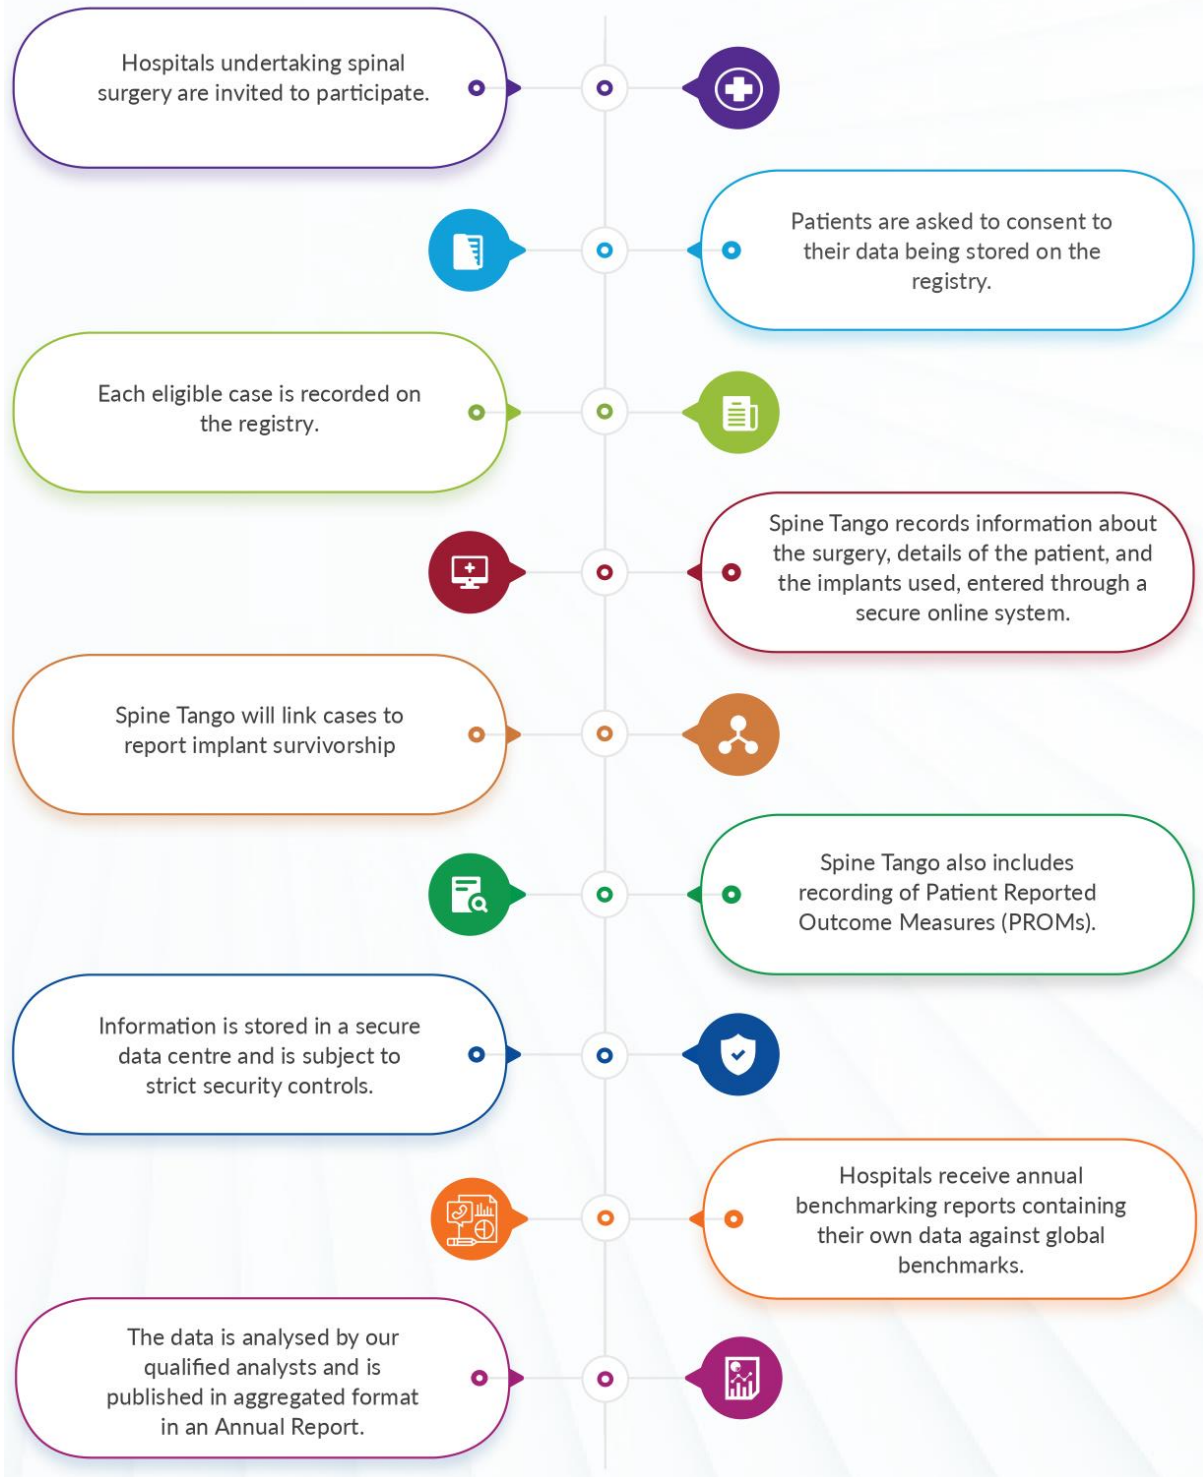 Hospitals undertaking spinal
surgery are invited to participate.
Patients are asked to consent to
their data being stored on the
registry.
Each eligible case is recorded on
the registry.
Spine Tango records information about
the surgery, details of the patient, and
the implants used, entered through a
secure online system.
Spine Tango will link cases to
report implant survivorship
Spine Tango also includes
recording of Patient Reported
Outcome Measures (PROMs).
Information is stored in a secure
data centre and is subject to
strict security controls.
Hospitals receive annual
benchmarking reports containing
their own data against global
benchmarks.
The data is analysed by our
qualified analysts and is
published in aggregated format
in an Annual Report.